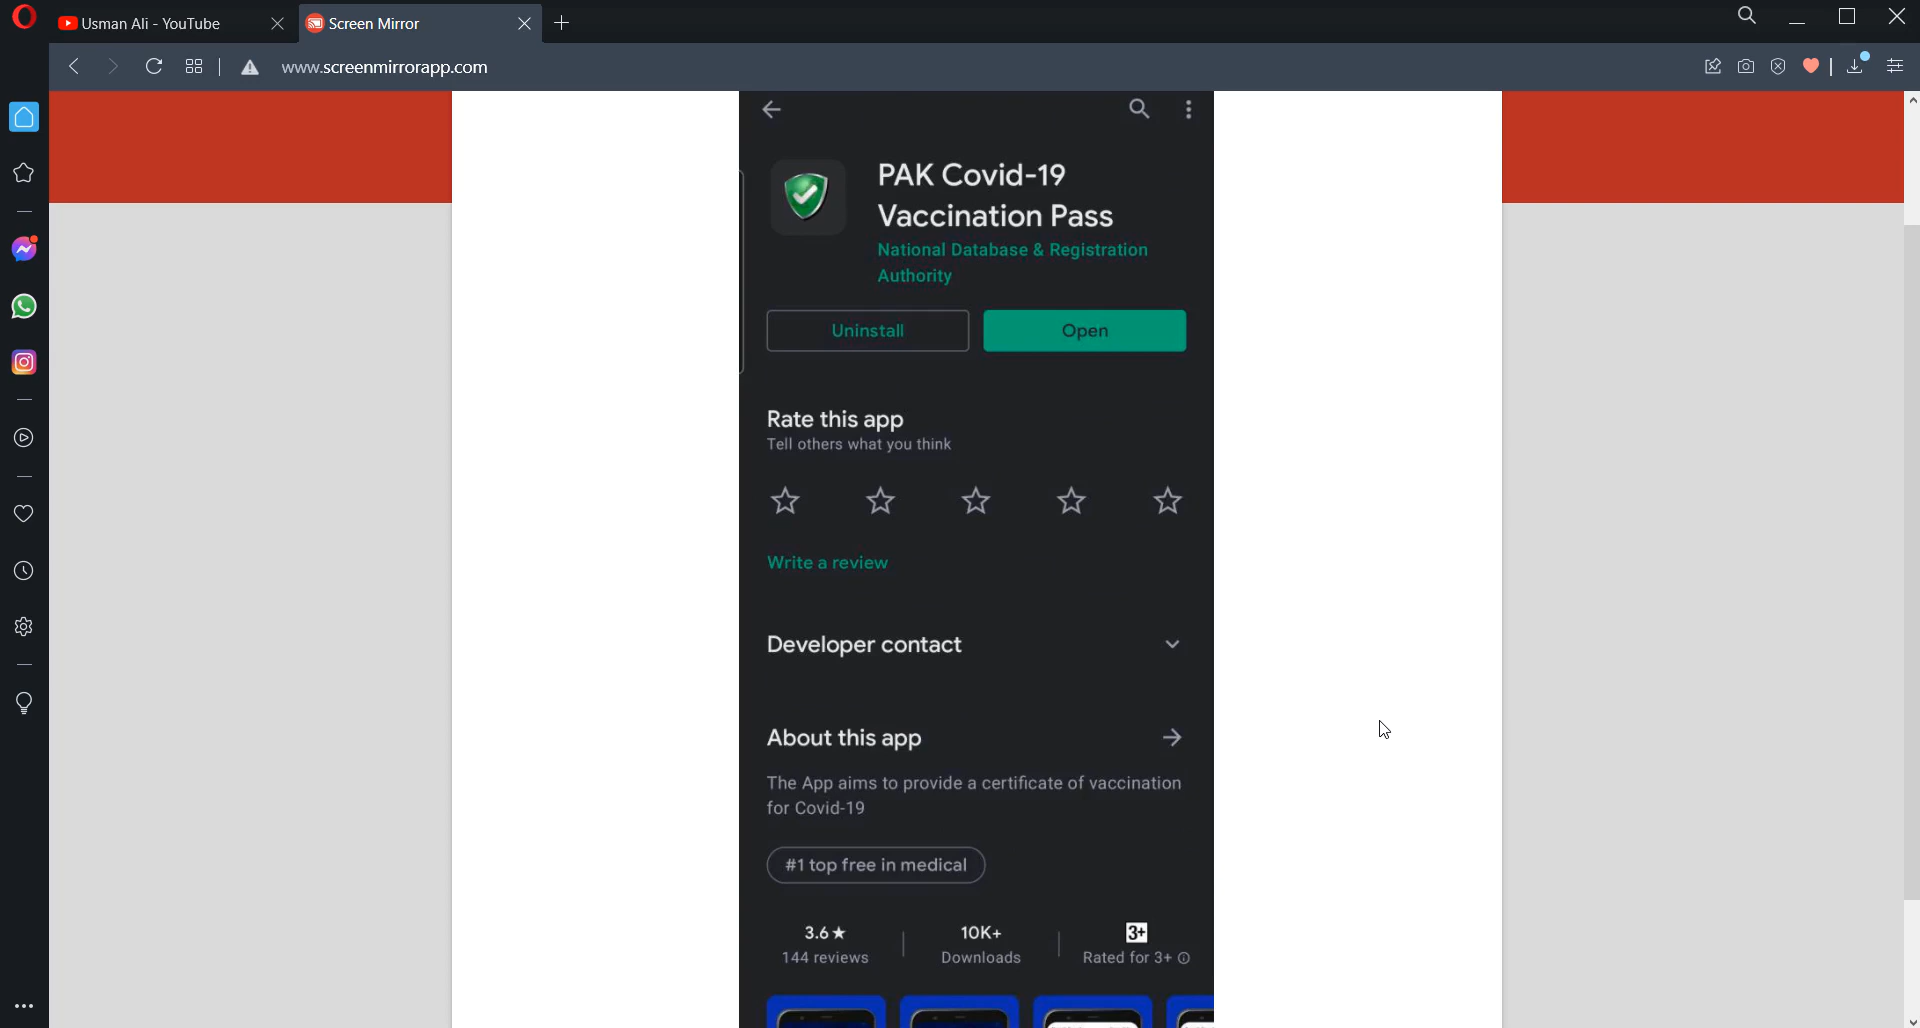 Usman Ali - YouTube
Screen Mirror
www.screenmirrorapp.com
PAK Covid-19
Vaccination Pass
National Database & Registration
Authority
Uninstall
Open
Rate this app
Tell others what you think
Write a review
Developer contact
About this app
The App aims to provide a certificate of vaccination
for Covid-19
#1 top free in medical
3.6★
10K+
3+
144 reviews
Downloads
Rated for 3+